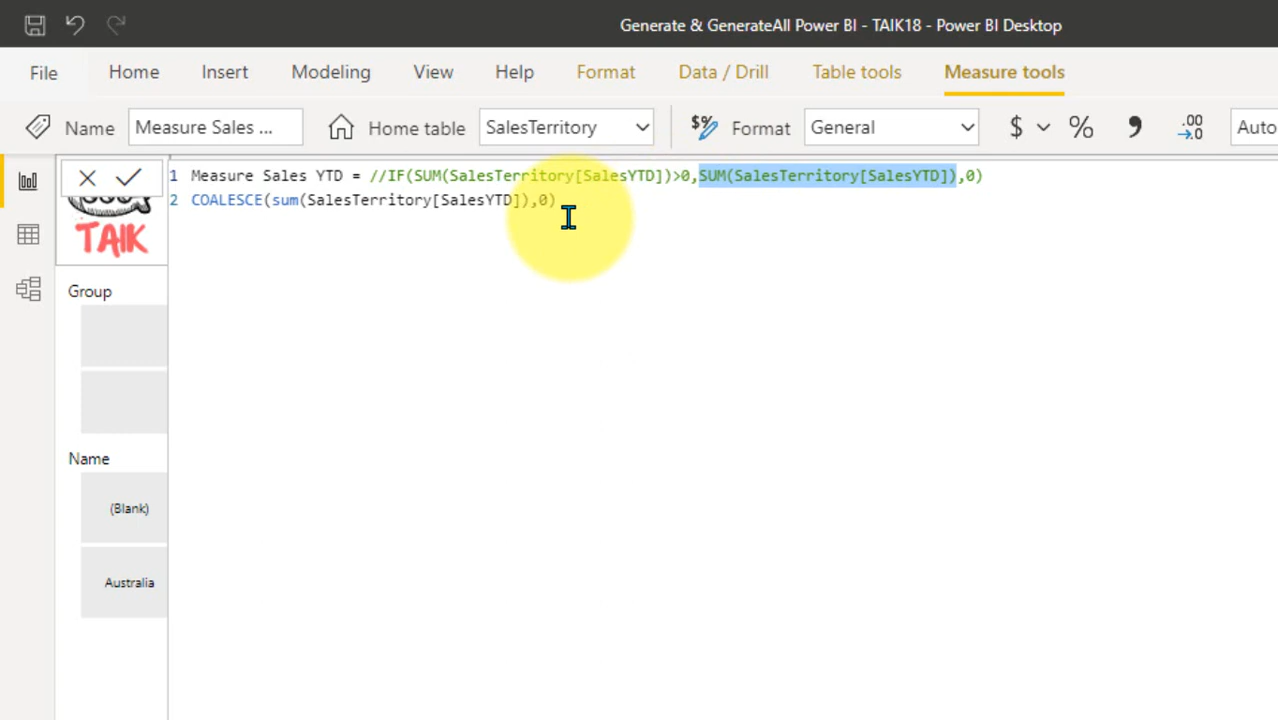 Generate & GenerateAll Power BI - TAIK18 - Power BI Desktop
File Home Insert Modeling View Help Format Data / Drill Table tools Measure tools
Name Measure Sales ... Home table SalesTerritory $% Format General $ % , .00 →.0 Auto
1 Measure Sales YTD = //IF(SUM(SalesTerritory[SalesYTD])>0,SUM(SalesTerritory[SalesYTD]),0)
2 COALESCE(sum(SalesTerritory[SalesYTD]),0)
TAIK
Group
Name
(Blank)
Australia